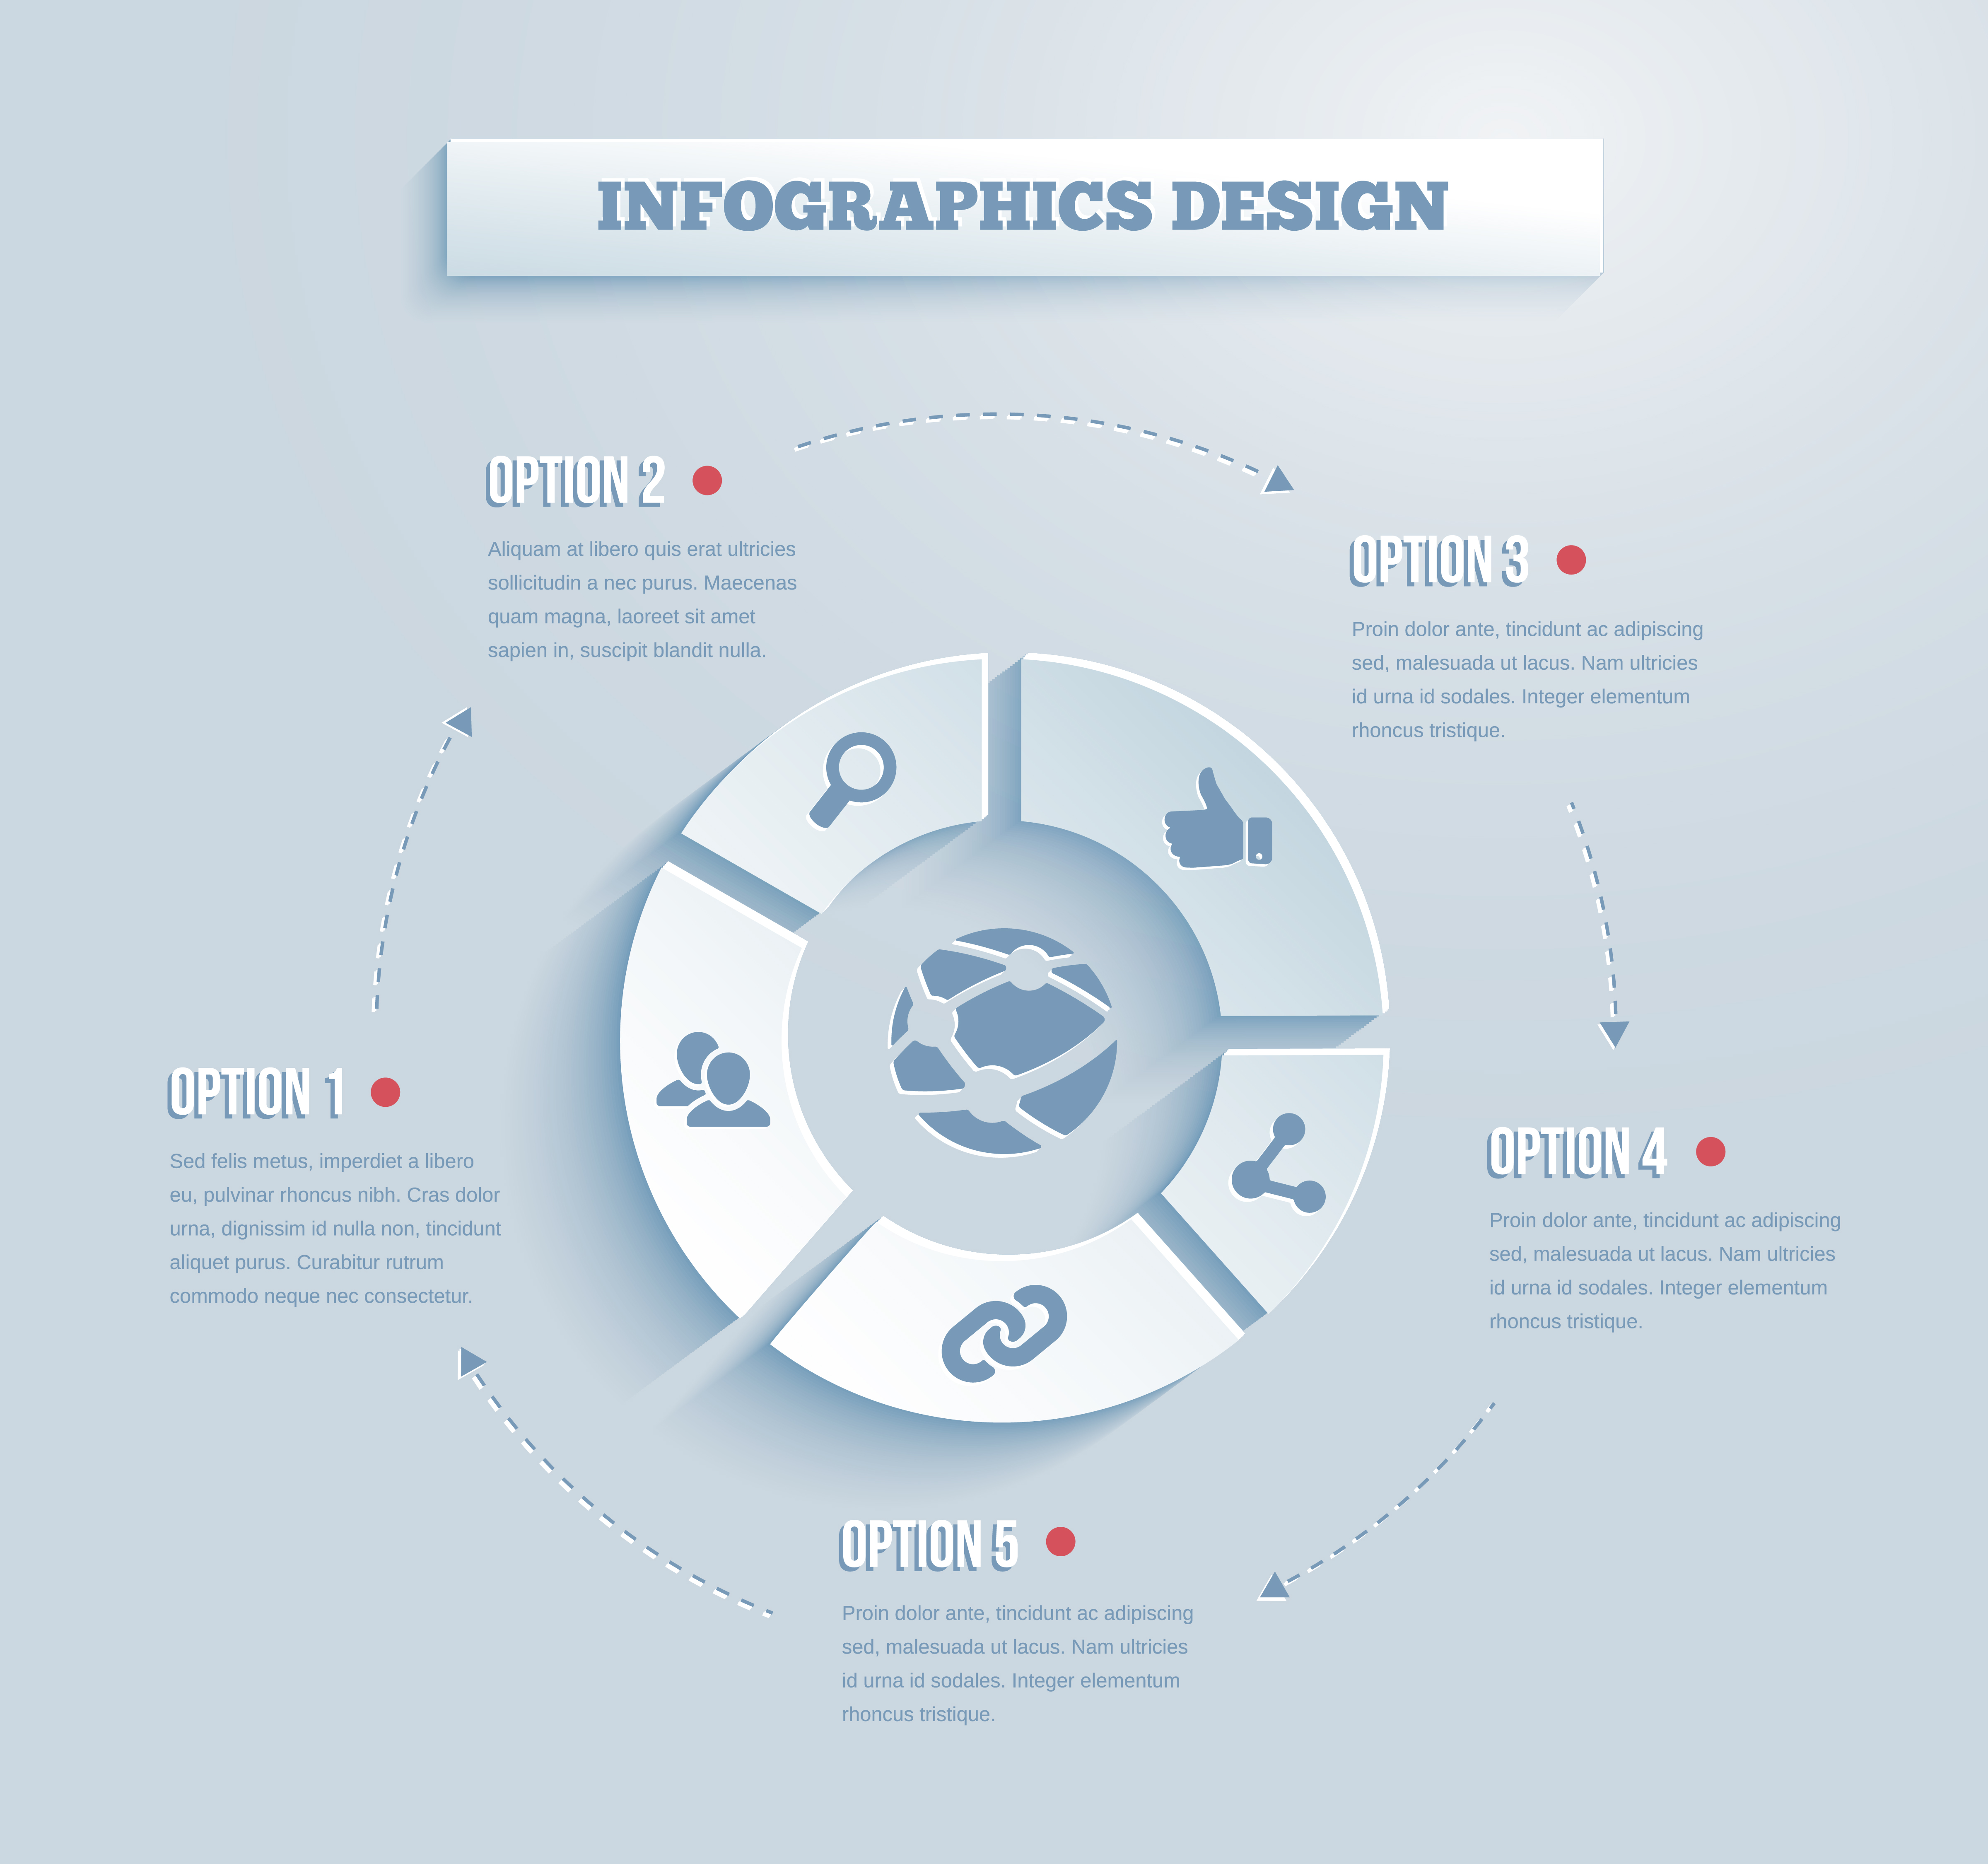 INFOGRAPHICS DESIGN
OPTION 1
Sed felis metus, imperdiet a libero
eu, pulvinar rhoncus nibh. Cras dolor
urna, dignissim id nulla non, tincidunt
aliquet purus. Curabitur rutrum
commodo neque nec consectetur.
OPTION 2
Aliquam at libero quis erat ultricies
sollicitudin a nec purus. Maecenas
quam magna, laoreet sit amet
sapien in, suscipit blandit nulla.
OPTION 3
Proin dolor ante, tincidunt ac adipiscing
sed, malesuada ut lacus. Nam ultricies
id urna id sodales. Integer elementum
rhoncus tristique.
OPTION 4
Proin dolor ante, tincidunt ac adipiscing
sed, malesuada ut lacus. Nam ultricies
id urna id sodales. Integer elementum
rhoncus tristique.
OPTION 5
Proin dolor ante, tincidunt ac adipiscing
sed, malesuada ut lacus. Nam ultricies
id urna id sodales. Integer elementum
rhoncus tristique.